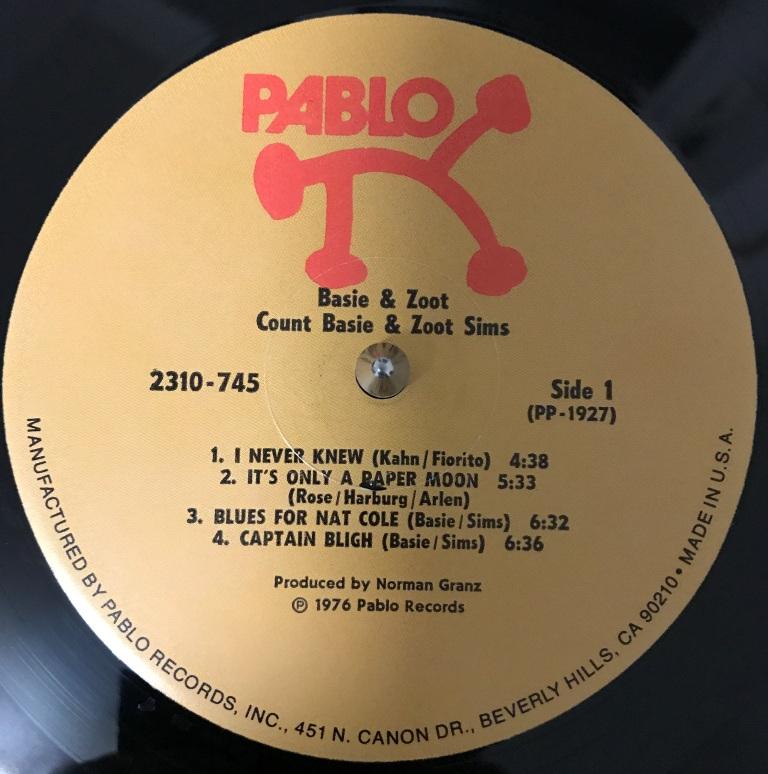 PABLO
Basie & Zoot
Count Basie & Zoot Sims
2310-745
Side 1
(PP-1927)
1. I NEVER KNEW (Kahn/Fiorito) 4:38
2. IT'S ONLY A PAPER MOON 5:33
(Rose/Harburg/Arlen)
3. BLUES FOR NAT COLE (Basie/Sims) 6:32
4. CAPTAIN BLIGH (Basie/Sims) 6:36
Produced by Norman Granz
℗ 1976 Pablo Records
MANUFACTURED BY PABLO RECORDS, INC., 451 N. CANON DR., BEVERLY HILLS, CA 90210 • MADE IN U.S.A.